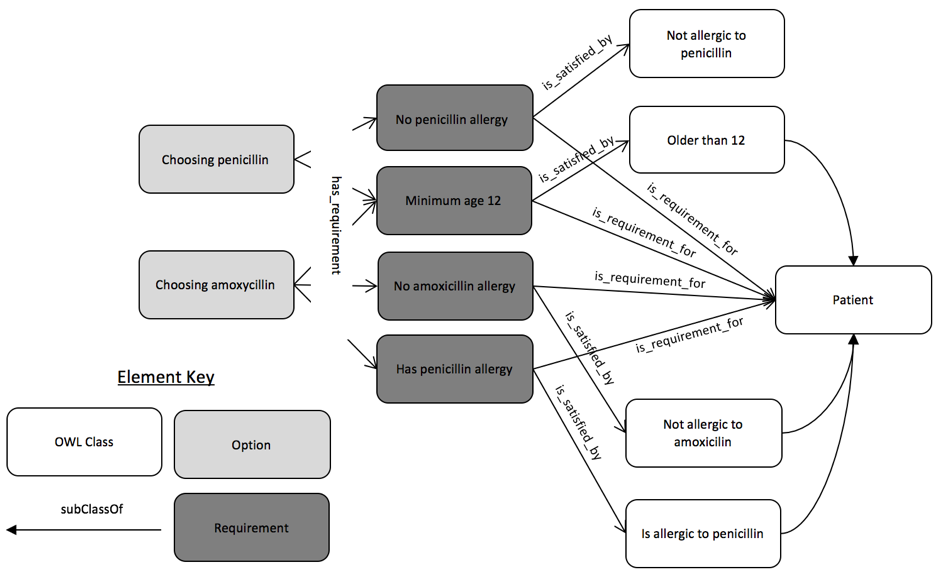 Not allergic to
penicillin
is_satisfied_by
No penicillin allergy
Older than 12
Choosing penicillin
is_satisfied_by
has_requirement
Minimum age 12
is_requirement_for
is_requirement_for
Choosing amoxycillin
No amoxicillin allergy
is_requirement_for
Patient
is_satisfied_by
is_requirement_for
Has penicillin allergy
Element Key
is_satisfied_by
OWL Class
Option
Not allergic to
amoxicilin
subClassOf
Requirement
Is allergic to penicillin